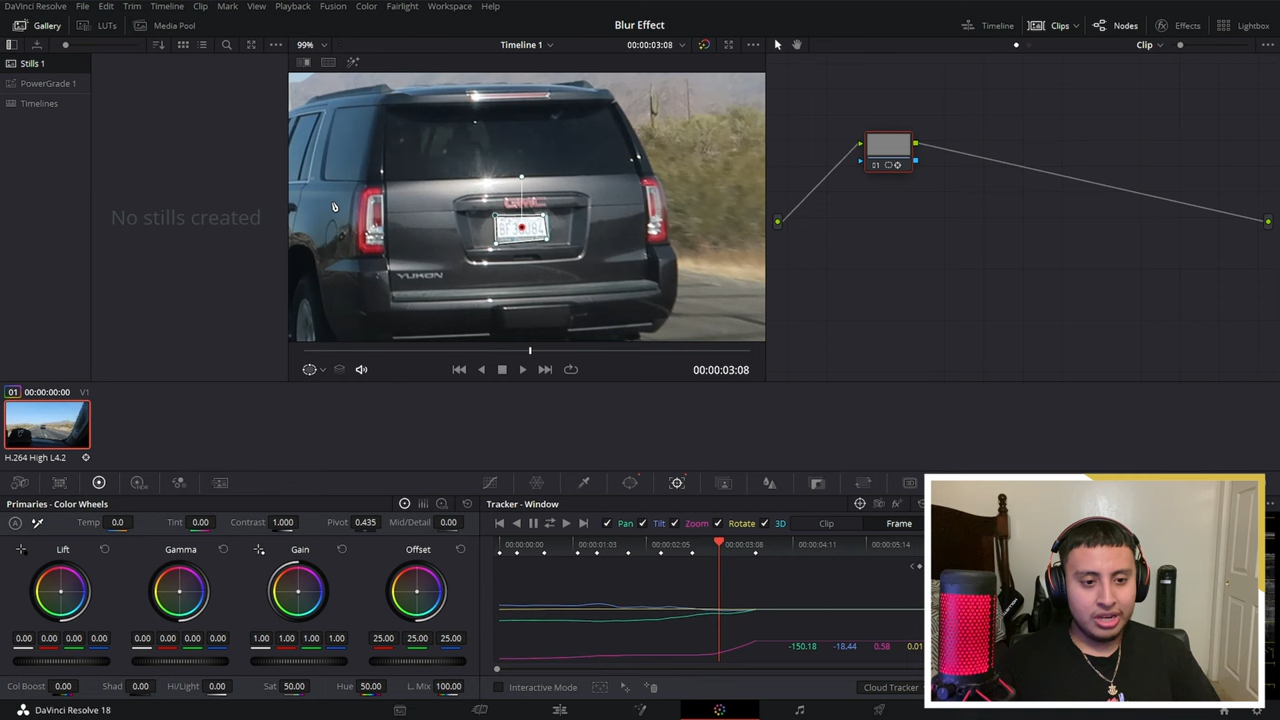 DaVinci Resolve File Edit Trim Timeline Clip Mark View Playback Fusion Color Fairlight Workspace Help
Gallery LUTs Media Pool Blur Effect Timeline Clips Nodes Effects Lightbox
99% Timeline 1 00:00:03:08 Clip
Stills 1
PowerGrade 1
Timelines
No stills created
GMC
YUKON
01
00:00:03:08
01 00:00:00:00 V1
H.264 High L4.2
Primaries - Color Wheels Tracker - Window
Temp 0.0 Tint 0.00 Contrast 1.000 Pivot 0.435 Mid/Detail 0.00 Pan Tilt Zoom Rotate 3D Clip Frame
Lift Gamma Gain Offset 00:00:00:00 00:00:01:03 00:00:02:05 00:00:03:08 00:00:04:11 00:00:05:14
0.00 0.00 0.00 0.00 0.00 0.00 0.00 0.00 1.00 1.00 1.00 1.00 25.00 25.00 25.00 -150.18 -18.44 0.58
Col Boost 0.00 Shad 0.00 Hi/Light 0.00 Sat 50.00 Hue 50.00 L. Mix 100.00 Interactive Mode Cloud Tracker
DaVinci Resolve 18